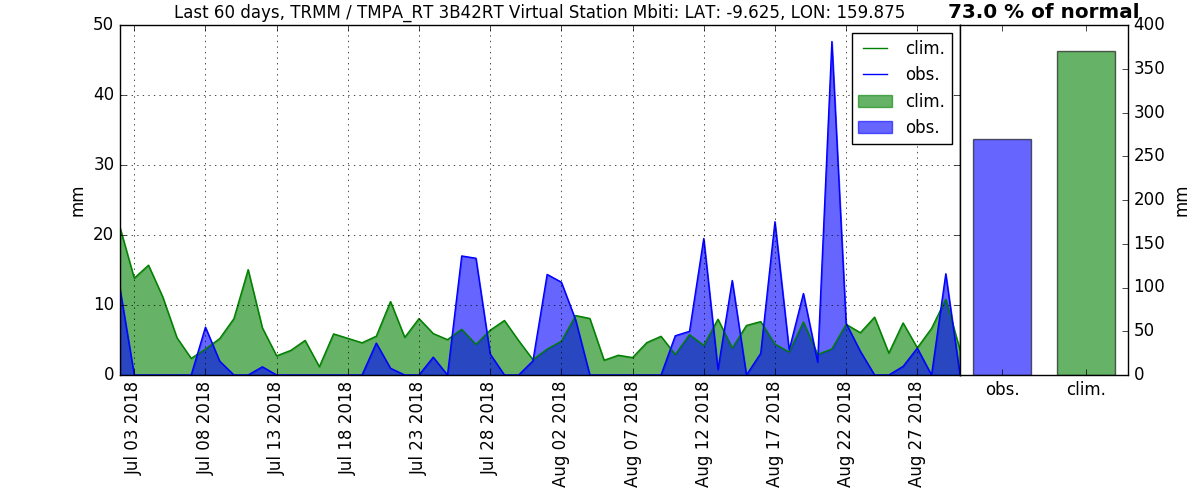 Last 60 days, TRMM / TMPA_RT 3B42RT Virtual Station Mbiti: LAT: -9.625, LON: 159.875
73.0 % of normal
50
40
30
20
10
0
mm
clim.
obs.
clim.
obs.
400
350
300
250
200
150
100
50
0
mm
obs.
clim.
Jul 03 2018
Jul 08 2018
Jul 13 2018
Jul 18 2018
Jul 23 2018
Jul 28 2018
Aug 02 2018
Aug 07 2018
Aug 12 2018
Aug 17 2018
Aug 22 2018
Aug 27 2018